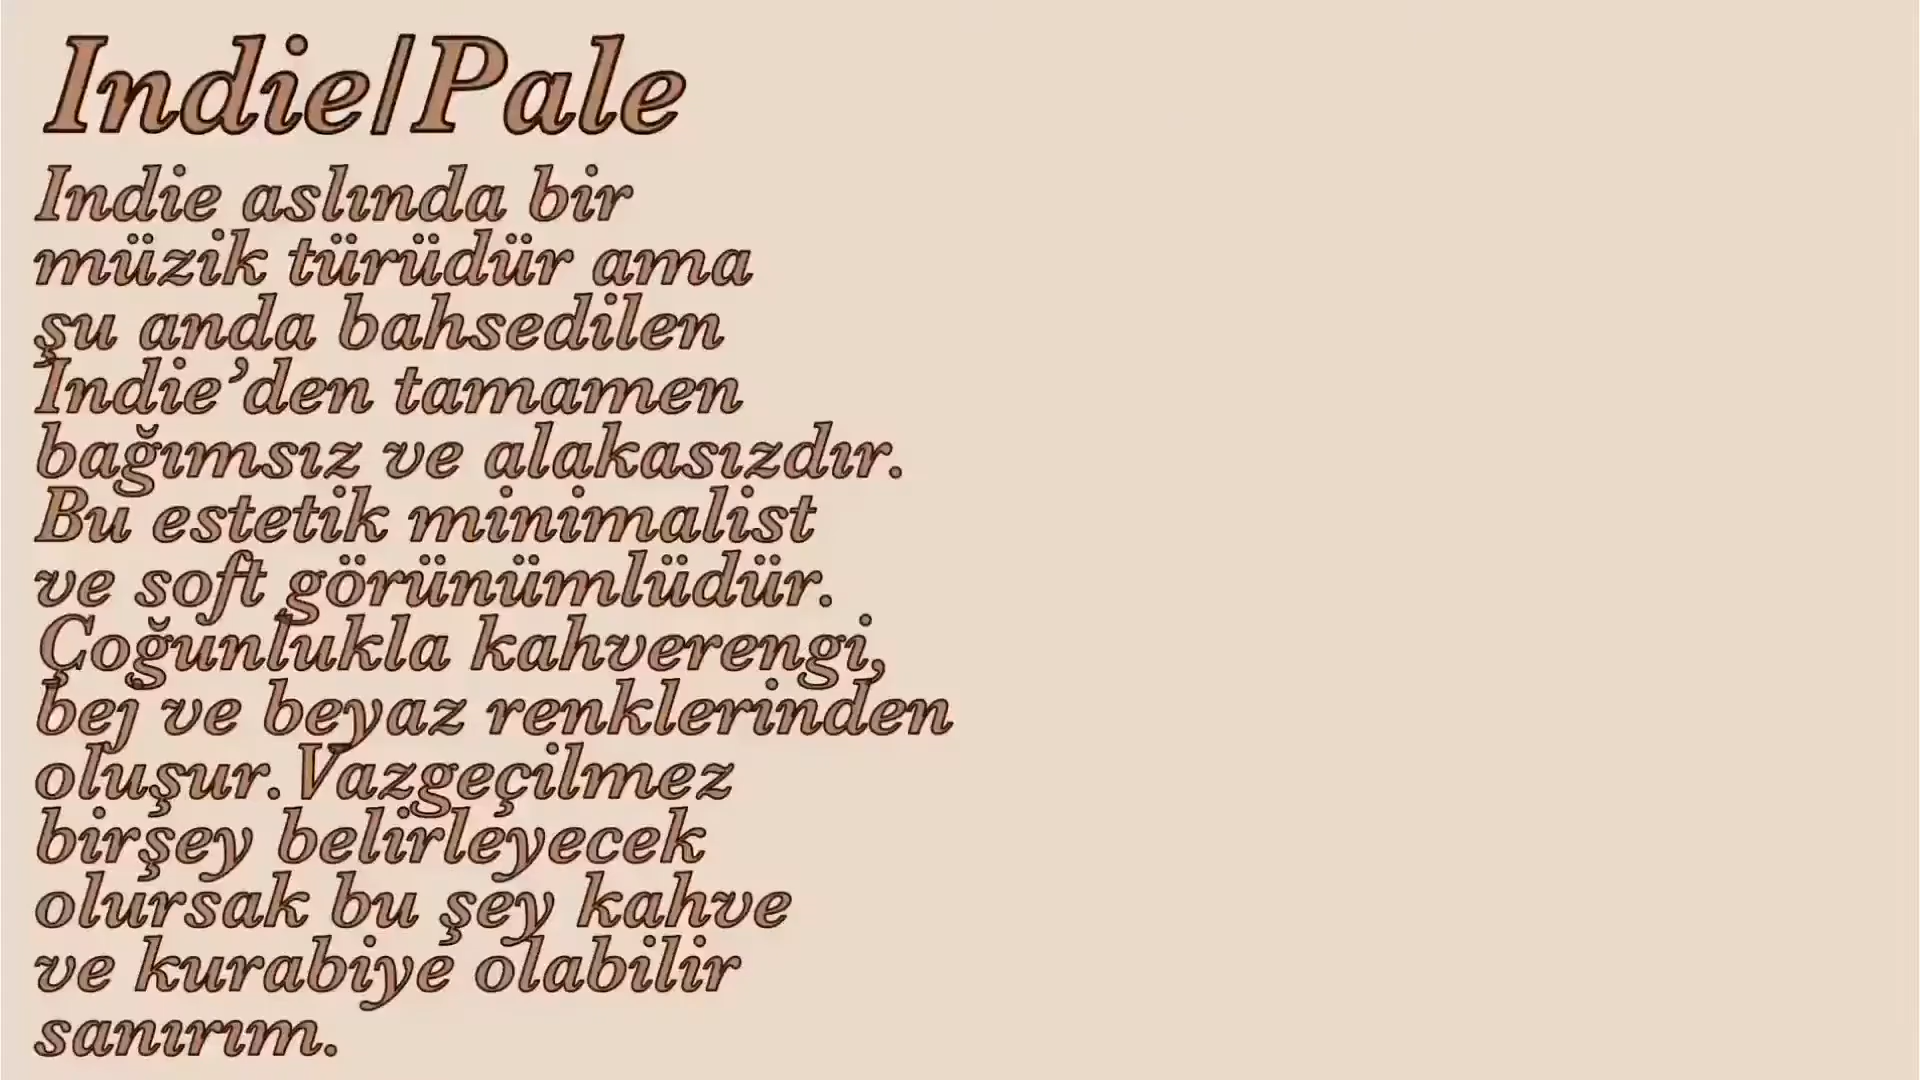 Indie/Pale
Indie aslında bir
müzik türüdür ama
şu anda bahsedilen
Indie’den tamamen
bağımsız ve alakasızdır.
Bu estetik minimalist
ve soft görünümlüdür.
Çoğunlukla kahverengi,
bej ve beyaz renklerinden
oluşur.Vazgeçilmez
birşey belirleyecek
olursak bu şey kahve
ve kurabiye olabilir
sanırım.